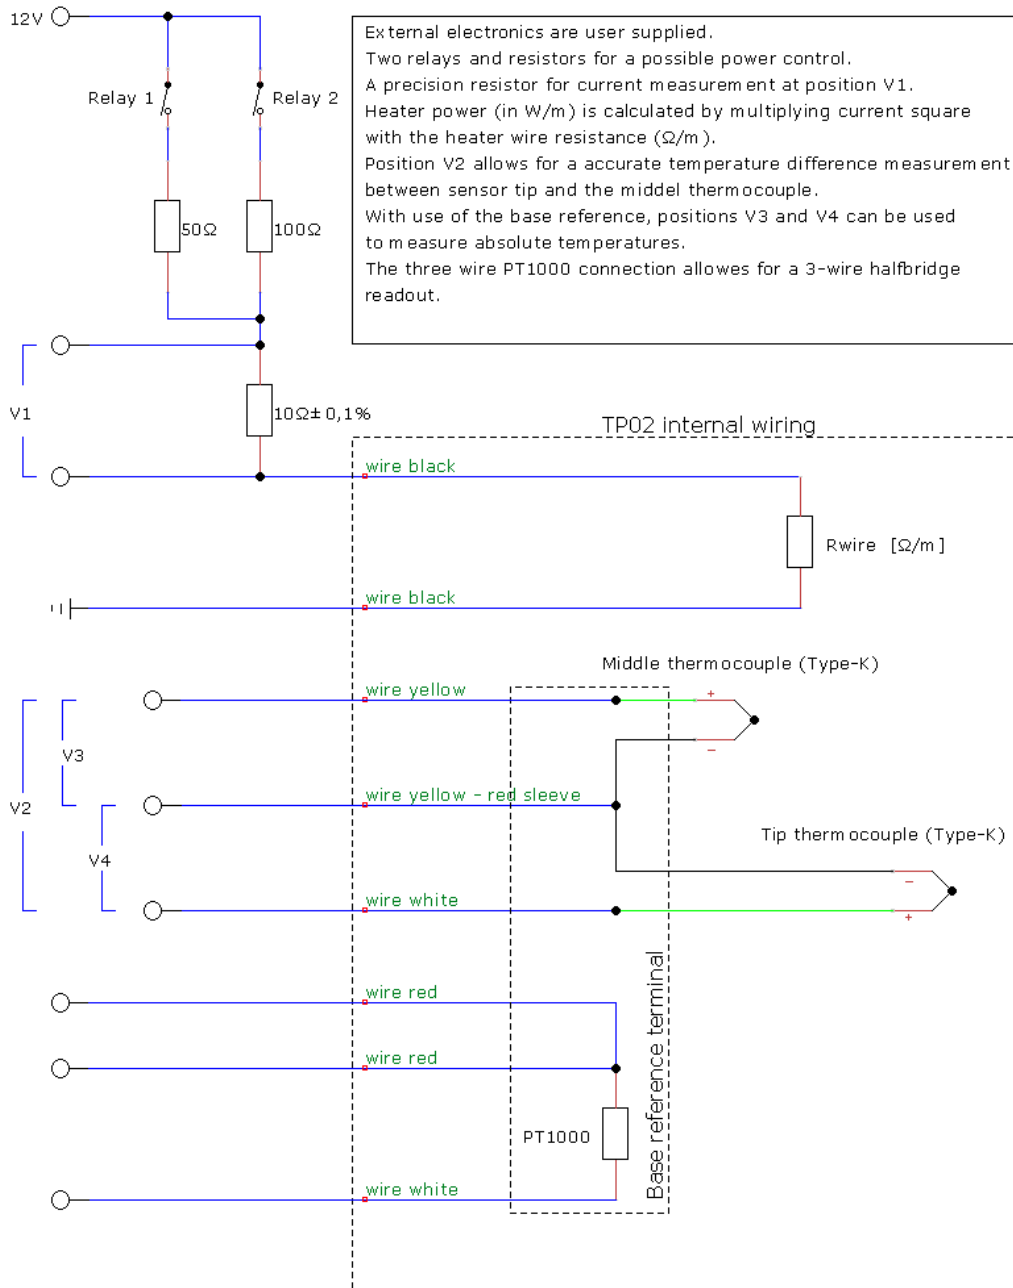 12V
External electronics are user supplied.
Two relays and resistors for a possible power control.
A precision resistor for current measurement at position V1.
Heater power (in W/m) is calculated by multiplying current square
with the heater wire resistance (Ω/m).
Position V2 allows for a accurate temperature difference measurement
between sensor tip and the middel thermocouple.
With use of the base reference, positions V3 and V4 can be used
to measure absolute temperatures.
The three wire PT1000 connection allowes for a 3-wire halfbridge
readout.
Relay 1
Relay 2
50Ω
100Ω
V1
10Ω±0,1%
TP02 internal wiring
wire black
Rwire [Ω/m]
wire black
Middle thermocouple (Type-K)
wire yellow
+
−
V3
V2
wire yellow - red sleeve
Tip thermocouple (Type-K)
V4
−
+
wire white
wire red
wire red
Base reference terminal
PT1000
wire white